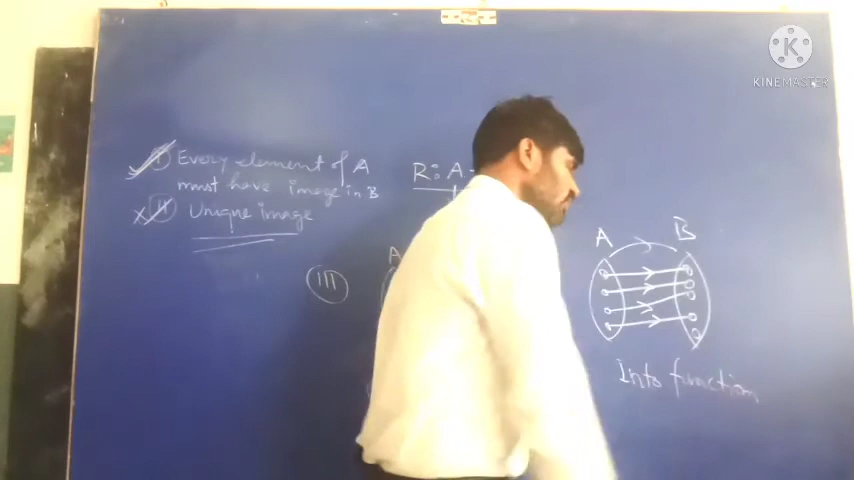 K
KINEMASTER
I Every element of A
must have image in B
II Unique image
R: A
III
A
A B
Into function